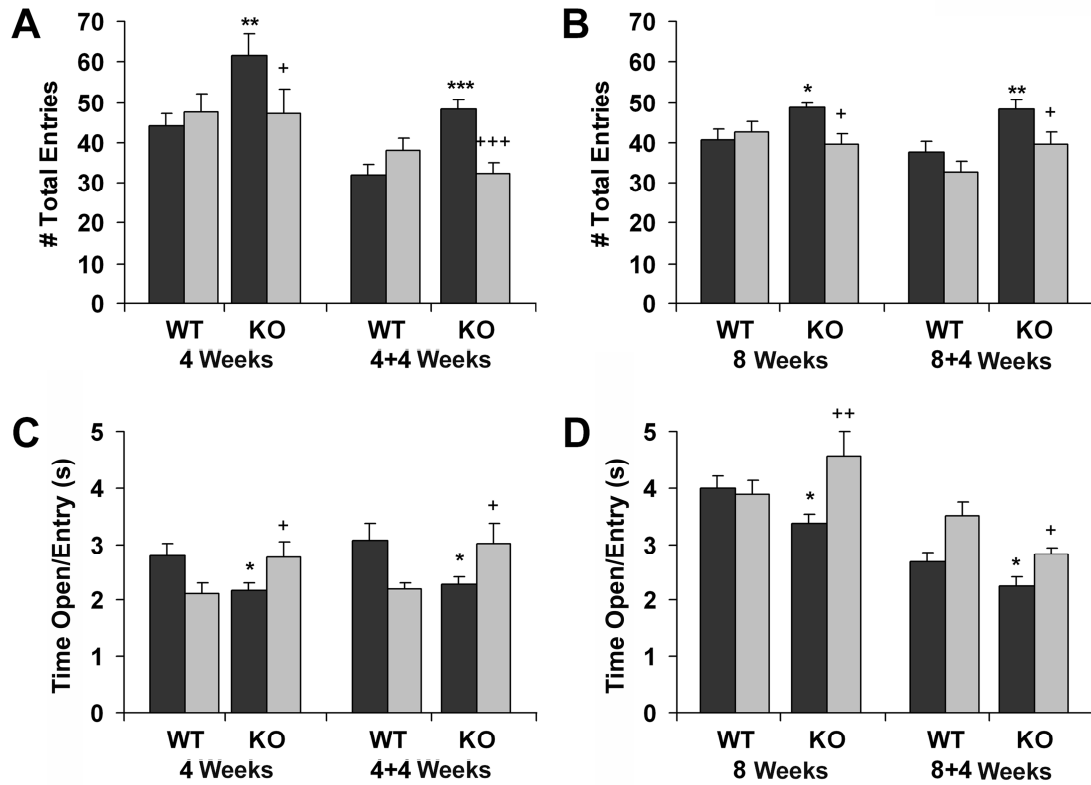 A
# Total Entries
70
60
50
40
30
20
10
0
**
+
***
+++
WT KO WT KO
4 Weeks 4+4 Weeks
B
# Total Entries
70
60
50
40
30
20
10
0
*
+
**
+
WT KO WT KO
8 Weeks 8+4 Weeks
C
Time Open/Entry (s)
5
4
3
2
1
0
*
+
*
+
WT KO WT KO
4 Weeks 4+4 Weeks
D
Time Open/Entry (s)
5
4
3
2
1
0
*
++
*
+
WT KO WT KO
8 Weeks 8+4 Weeks